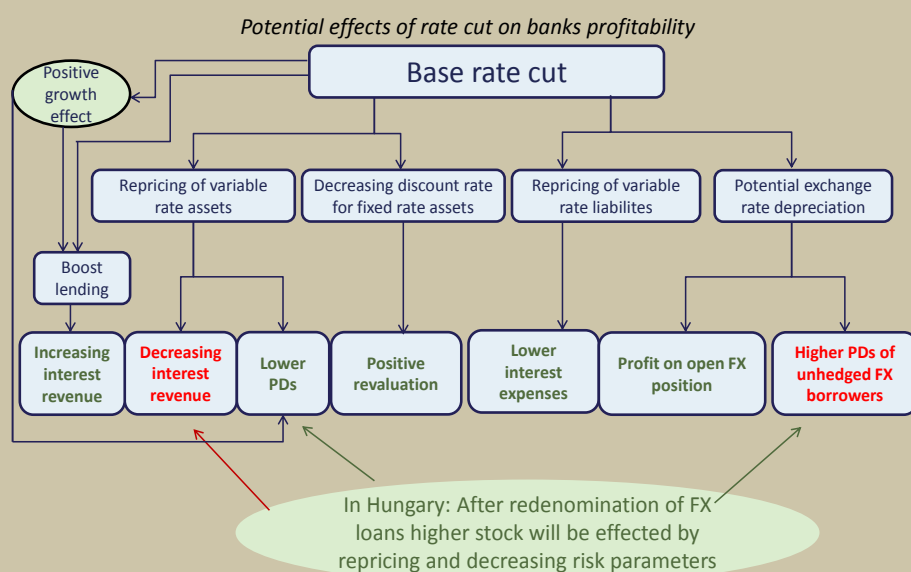 Potential effects of rate cut on banks profitability
Base rate cut
Positive
growth
effect
Repricing of variable
rate assets
Decreasing discount rate
for fixed rate assets
Repricing of variable
rate liabilites
Potential exchange
rate depreciation
Boost
lending
Increasing
interest
revenue
Decreasing
interest
revenue
Lower
PDs
Positive
revaluation
Lower
interest
expenses
Profit on open FX
position
Higher PDs of
unhedged FX
borrowers
In Hungary: After redenomination of FX
loans higher stock will be effected by
repricing and decreasing risk parameters